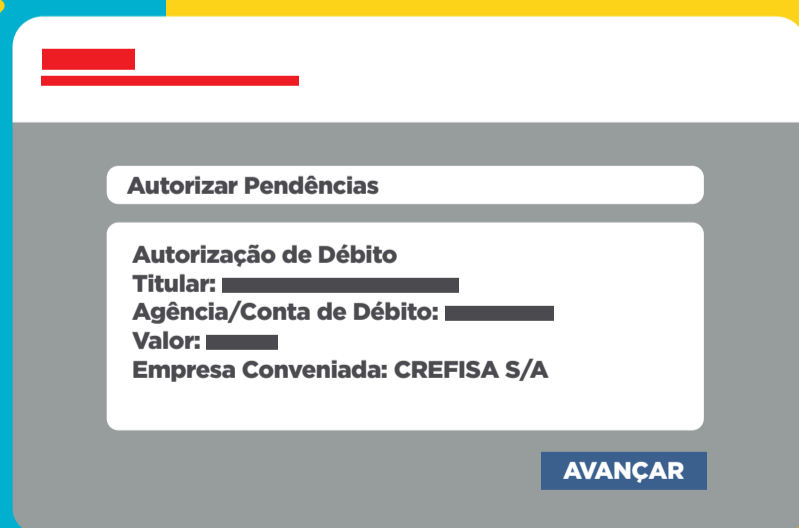 Autorizar Pendências
Autorização de Débito
Titular:
Agência/Conta de Débito:
Valor:
Empresa Conveniada: CREFISA S/A
AVANÇAR